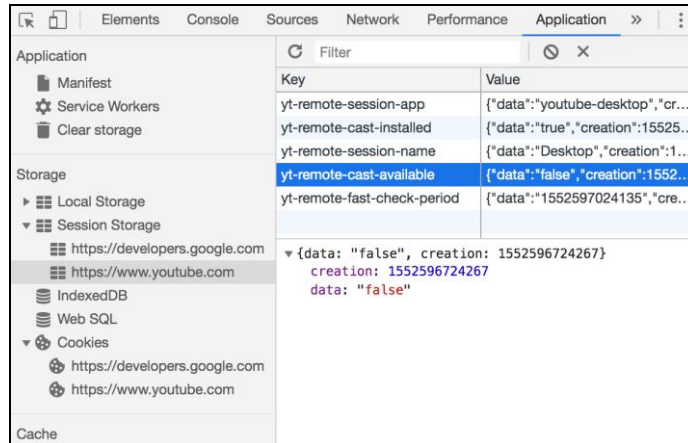 Elements Console Sources Network Performance Application »
Application
Manifest
Service Workers
Clear storage
Storage
Local Storage
Session Storage
https://developers.google.com
https://www.youtube.com
IndexedDB
Web SQL
Cookies
https://developers.google.com
https://www.youtube.com
Cache
Filter
Key Value
yt-remote-session-app {"data":"youtube-desktop","cr...
yt-remote-cast-installed {"data":"true","creation":15525...
yt-remote-session-name {"data":"Desktop","creation":1...
yt-remote-cast-available {"data":"false","creation":1552...
yt-remote-fast-check-period {"data":"1552597024135","cre...
{data: "false", creation: 1552596724267}
creation: 1552596724267
data: "false"